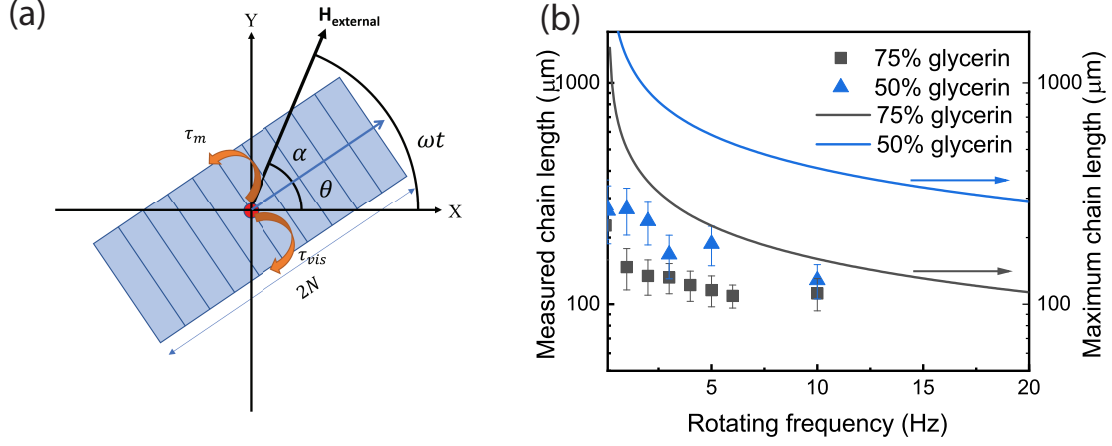 (a)
Y
H_external
τ_m
α
ωt
θ
X
τ_vis
2N
(b)
Measured chain length (μm)
1000
100
75% glycerin
50% glycerin
75% glycerin
50% glycerin
1000
100
Maximum chain length (μm)
5
10
15
20
Rotating frequency (Hz)